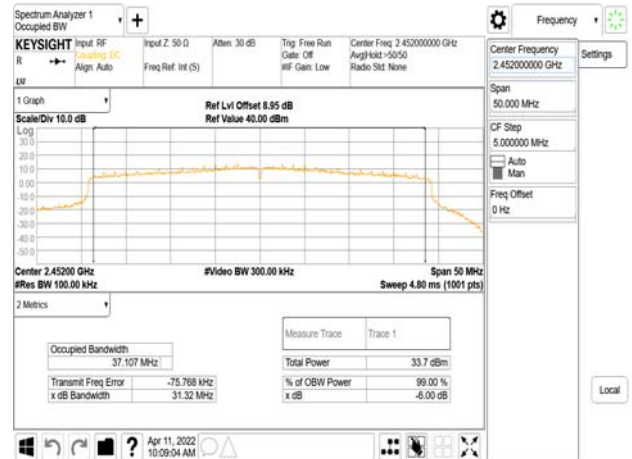 Spectrum Analyzer 1
Occupied BW
Frequency
KEYSIGHT
Input: RF
Coupling: DC
Align: Auto
Input Z: 50 Ω
Freq Ref: Int (S)
Atten: 30 dB
Trig: Free Run
Gate: Off
#IF Gain: Low
Center Freq: 2.452000000 GHz
Avg|Hold:>50/50
Radio Std: None
R
LV
Center Frequency
2.452000000 GHz
Settings
Span
50.000 MHz
CF Step
5.000000 MHz
Auto
Man
Freq Offset
0 Hz
Local
1 Graph
Scale/Div 10.0 dB
Ref Lvl Offset 8.95 dB
Ref Value 40.00 dBm
Log
30.0
20.0
10.0
0.00
-10.0
-20.0
-30.0
-40.0
-50.0
Center 2.45200 GHz
#Video BW 300.00 kHz
Span 50 MHz
#Res BW 100.00 kHz
Sweep 4.80 ms (1001 pts)
2 Metrics
Measure Trace
Trace 1
Occupied Bandwidth
37.107 MHz
Total Power
33.7 dBm
Transmit Freq Error
-75.768 kHz
% of OBW Power
99.00 %
x dB Bandwidth
31.32 MHz
x dB
-6.00 dB
Apr 11, 2022
10:09:04 AM